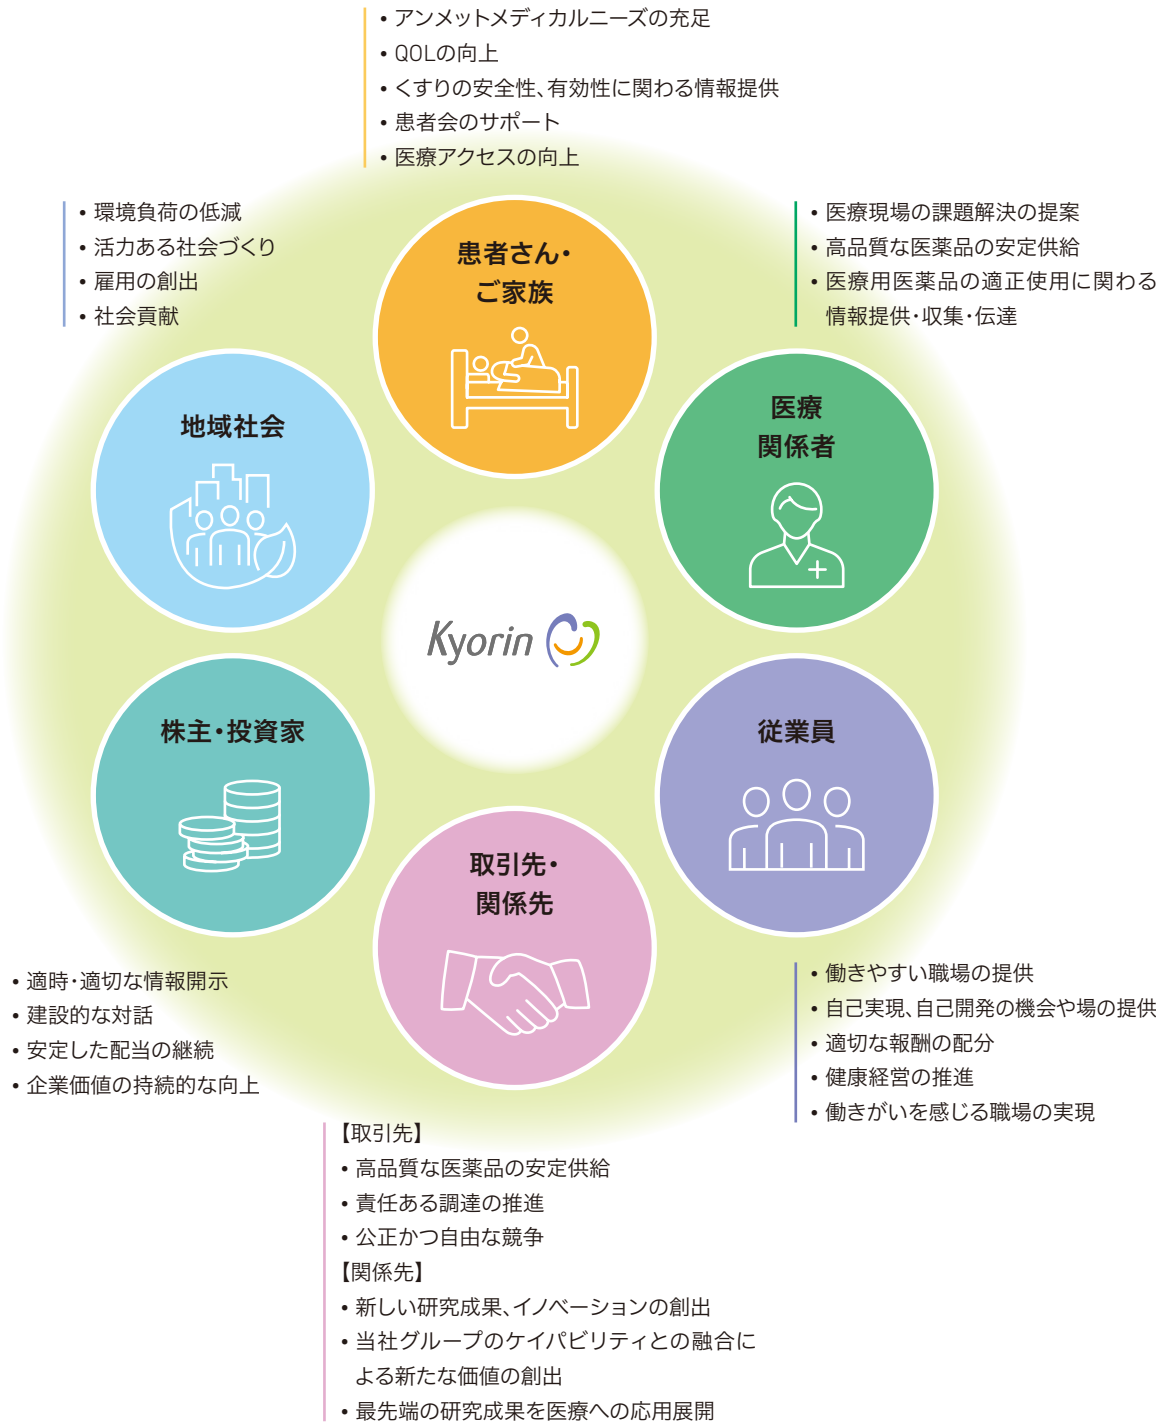 • アンメットメディカルニーズの充足
• QOLの向上
• くすりの安全性、有効性に関わる情報提供
• 患者会のサポート
• 医療アクセスの向上
患者さん・
ご家族
• 医療現場の課題解決の提案
• 高品質な医薬品の安定供給
• 医療用医薬品の適正使用に関わる
情報提供・収集・伝達
医療
関係者
従業員
• 働きやすい職場の提供
• 自己実現、自己開発の機会や場の提供
• 適切な報酬の配分
• 健康経営の推進
• 働きがいを感じる職場の実現
取引先・
関係先
【取引先】
• 高品質な医薬品の安定供給
• 責任ある調達の推進
• 公正かつ自由な競争
【関係先】
• 新しい研究成果、イノベーションの創出
• 当社グループのケイパビリティとの融合に
よる新たな価値の創出
• 最先端の研究成果を医療への応用展開
株主・投資家
• 適時・適切な情報開示
• 建設的な対話
• 安定した配当の継続
• 企業価値の持続的な向上
• 環境負荷の低減
• 活力ある社会づくり
• 雇用の創出
• 社会貢献
地域社会
Kyorin